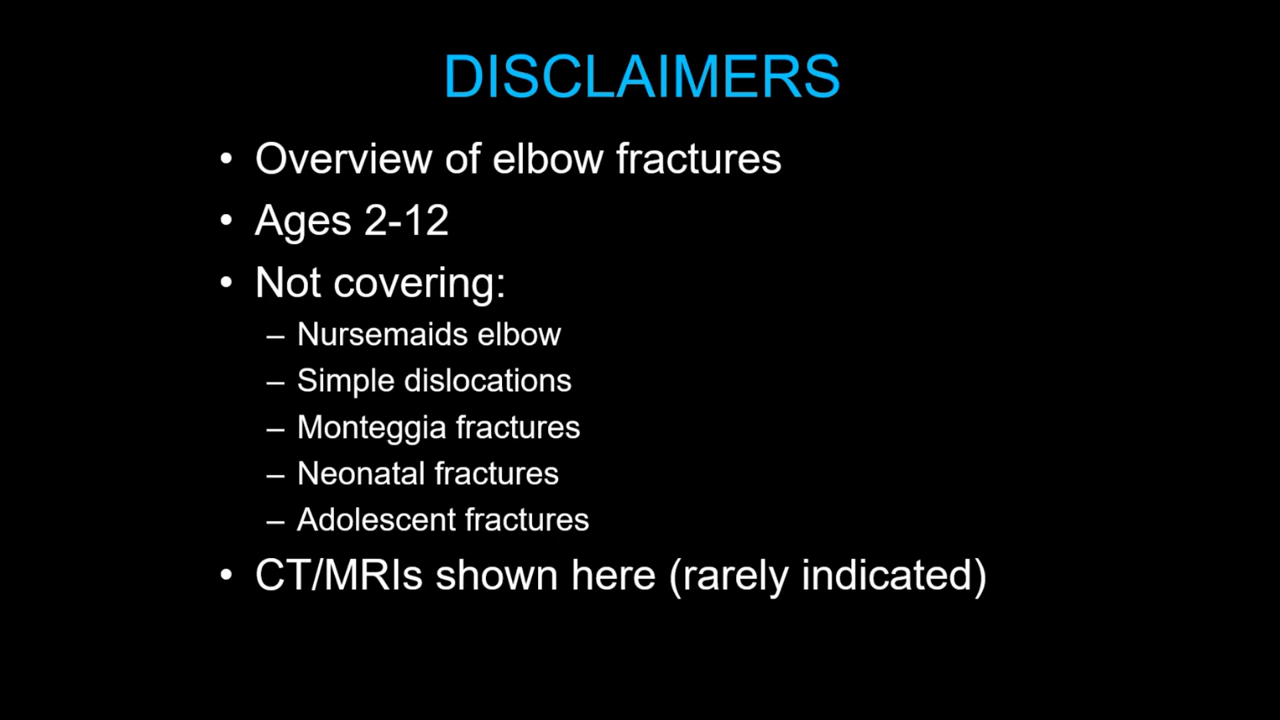 DISCLAIMERS
• Overview of elbow fractures
• Ages 2-12
• Not covering:
– Nursemaids elbow
– Simple dislocations
– Monteggia fractures
– Neonatal fractures
– Adolescent fractures
• CT/MRIs shown here (rarely indicated)